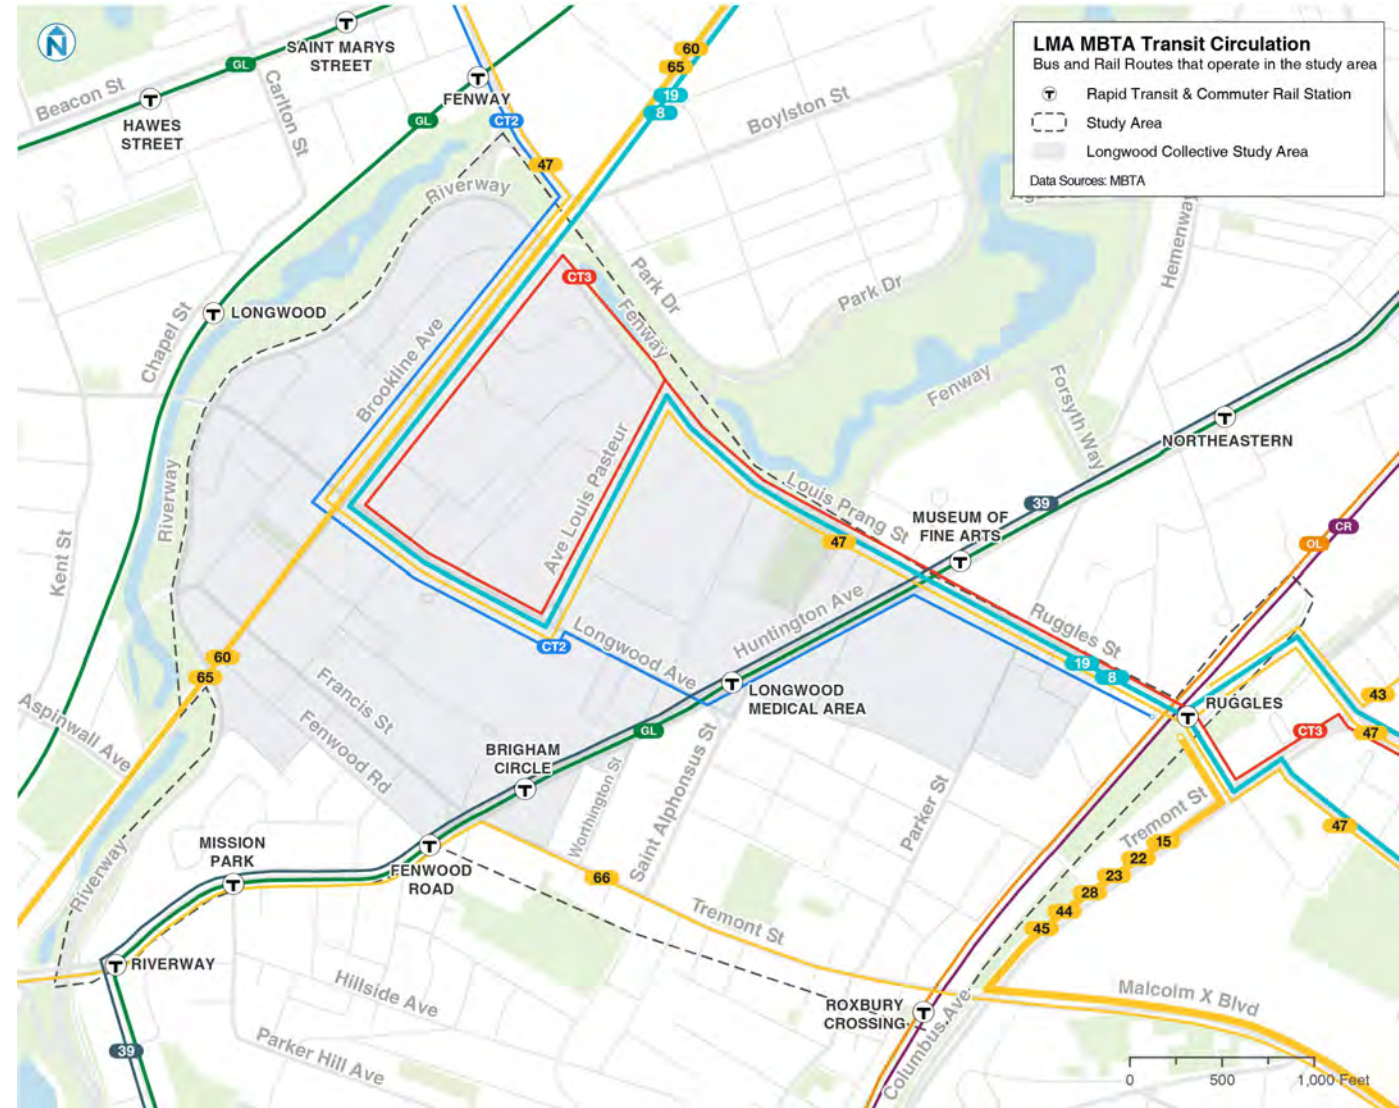 N
SAINT MARYS
STREET
GL
Beacon St
HAWES
STREET
Carlton St
FENWAY
GL
CT2
60
65
19
8
Boylston St
47
LMA MBTA Transit Circulation
Bus and Rail Routes that operate in the study area
T Rapid Transit & Commuter Rail Station
Study Area
Longwood Collective Study Area
Data Sources: MBTA
Riverway
Hemenway
CT3
Park Dr
Park Dr
LONGWOOD
Chapel St
Fenway
Brookline Ave
Fenway
Forsyth Way
NORTHEASTERN
Ave Louis Pasteur
Riverway
Louis Prang St
39
MUSEUM OF
FINE ARTS
CR
OL
47
Kent St
Huntington Ave
Ruggles St
Longwood Ave
CT2
60
65
19
8
Francis St
LONGWOOD
MEDICAL AREA
RUGGLES
43
47
CT3
Aspinwall Ave
Fenwood Rd
GL
BRIGHAM
CIRCLE
Worthington St
Saint Alphonsus St
Parker St
Tremont St
47
MISSION
PARK
FENWOOD
ROAD
15
22
23
28
44
45
66
Riverway
Tremont St
RIVERWAY
Hillside Ave
ROXBURY
CROSSING
Malcolm X Blvd
Columbus Ave
39
Parker Hill Ave
0 500 1,000 Feet